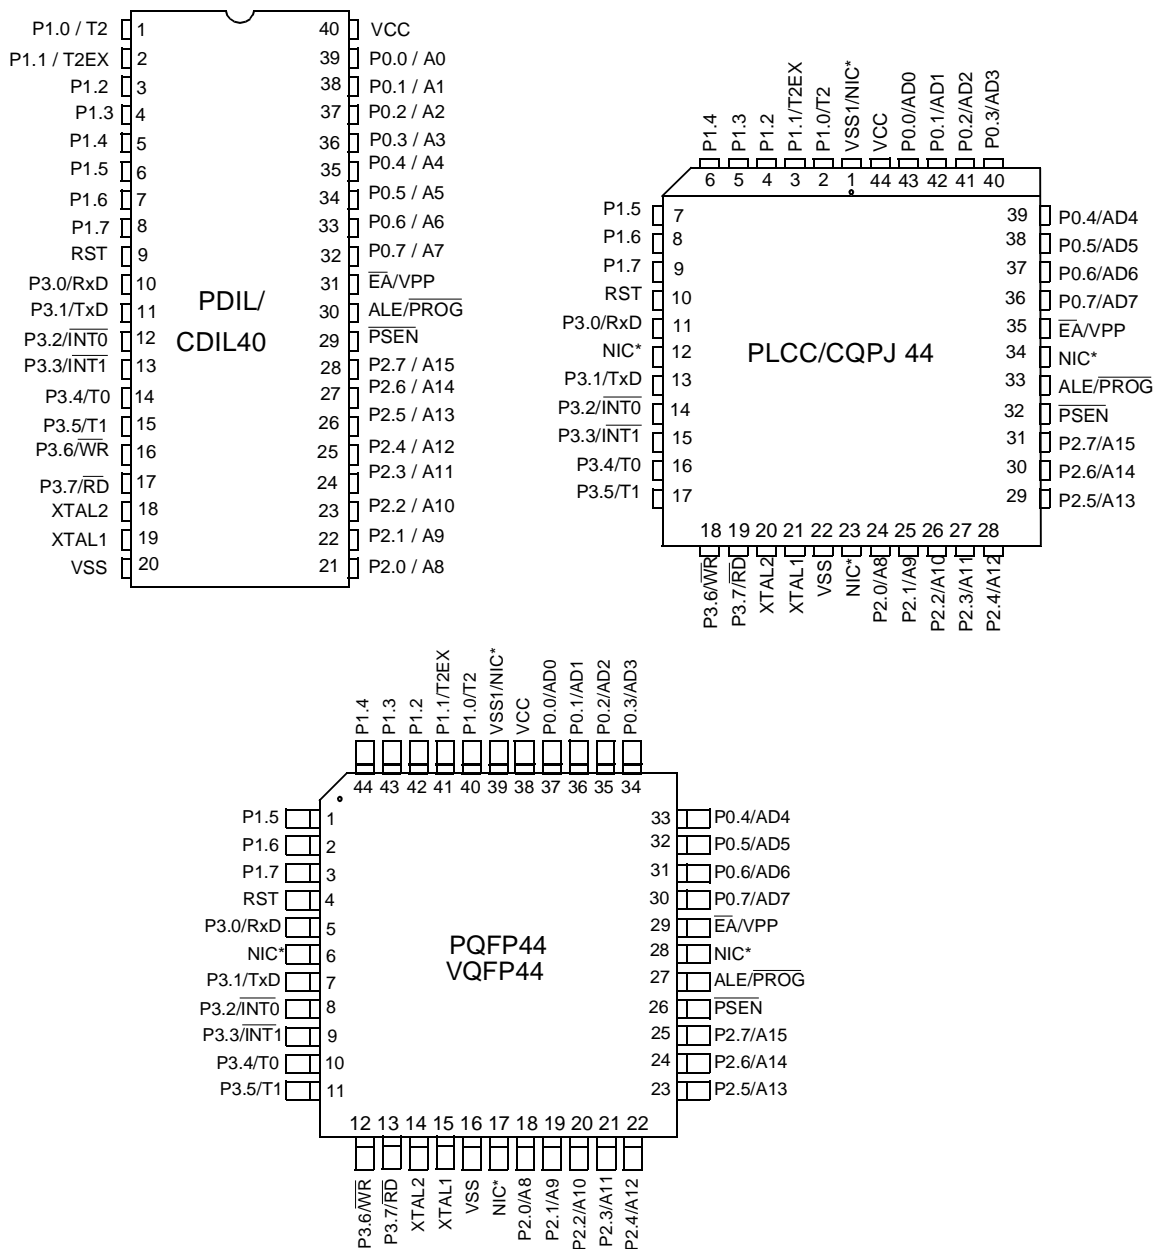 P1.0 / T2 1 40 VCC
P1.1 / T2EX 2 39 P0.0 / A0
P1.2 3 38 P0.1 / A1
P1.3 4 37 P0.2 / A2
P1.4 5 36 P0.3 / A3
P1.5 6 35 P0.4 / A4
P1.6 7 34 P0.5 / A5
P1.7 8 33 P0.6 / A6
RST 9 32 P0.7 / A7
P3.0/RxD 10 31 EA/VPP
P3.1/TxD 11 30 ALE/PROG
P3.2/INT0 12 29 PSEN
P3.3/INT1 13 28 P2.7 / A15
P3.4/T0 14 27 P2.6 / A14
P3.5/T1 15 26 P2.5 / A13
P3.6/WR 16 25 P2.4 / A12
P3.7/RD 17 24 P2.3 / A11
XTAL2 18 23 P2.2 / A10
XTAL1 19 22 P2.1 / A9
VSS 20 21 P2.0 / A8
PDIL/
CDIL40
P1.4 P1.3 P1.2 P1.1/T2EX P1.0/T2 VSS1/NIC* VCC P0.0/AD0 P0.1/AD1 P0.2/AD2 P0.3/AD3
6 5 4 3 2 1 44 43 42 41 40
P1.5 7 39 P0.4/AD4
P1.6 8 38 P0.5/AD5
P1.7 9 37 P0.6/AD6
RST 10 36 P0.7/AD7
P3.0/RxD 11 35 EA/VPP
NIC* 12 34 NIC*
P3.1/TxD 13 33 ALE/PROG
P3.2/INT0 14 32 PSEN
P3.3/INT1 15 31 P2.7/A15
P3.4/T0 16 30 P2.6/A14
P3.5/T1 17 29 P2.5/A13
PLCC/CQPJ 44
18 19 20 21 22 23 24 25 26 27 28
P3.6/WR P3.7/RD XTAL2 XTAL1 VSS NIC* P2.0/A8 P2.1/A9 P2.2/A10 P2.3/A11 P2.4/A12
P1.4 P1.3 P1.2 P1.1/T2EX P1.0/T2 VSS1/NIC* VCC P0.0/AD0 P0.1/AD1 P0.2/AD2 P0.3/AD3
44 43 42 41 40 39 38 37 36 35 34
P1.5 1 33 P0.4/AD4
P1.6 2 32 P0.5/AD5
P1.7 3 31 P0.6/AD6
RST 4 30 P0.7/AD7
P3.0/RxD 5 29 EA/VPP
NIC* 6 28 NIC*
P3.1/TxD 7 27 ALE/PROG
P3.2/INT0 8 26 PSEN
P3.3/INT1 9 25 P2.7/A15
P3.4/T0 10 24 P2.6/A14
P3.5/T1 11 23 P2.5/A13
PQFP44
VQFP44
12 13 14 15 16 17 18 19 20 21 22
P3.6/WR P3.7/RD XTAL2 XTAL1 VSS NIC* P2.0/A8 P2.1/A9 P2.2/A10 P2.3/A11 P2.4/A12